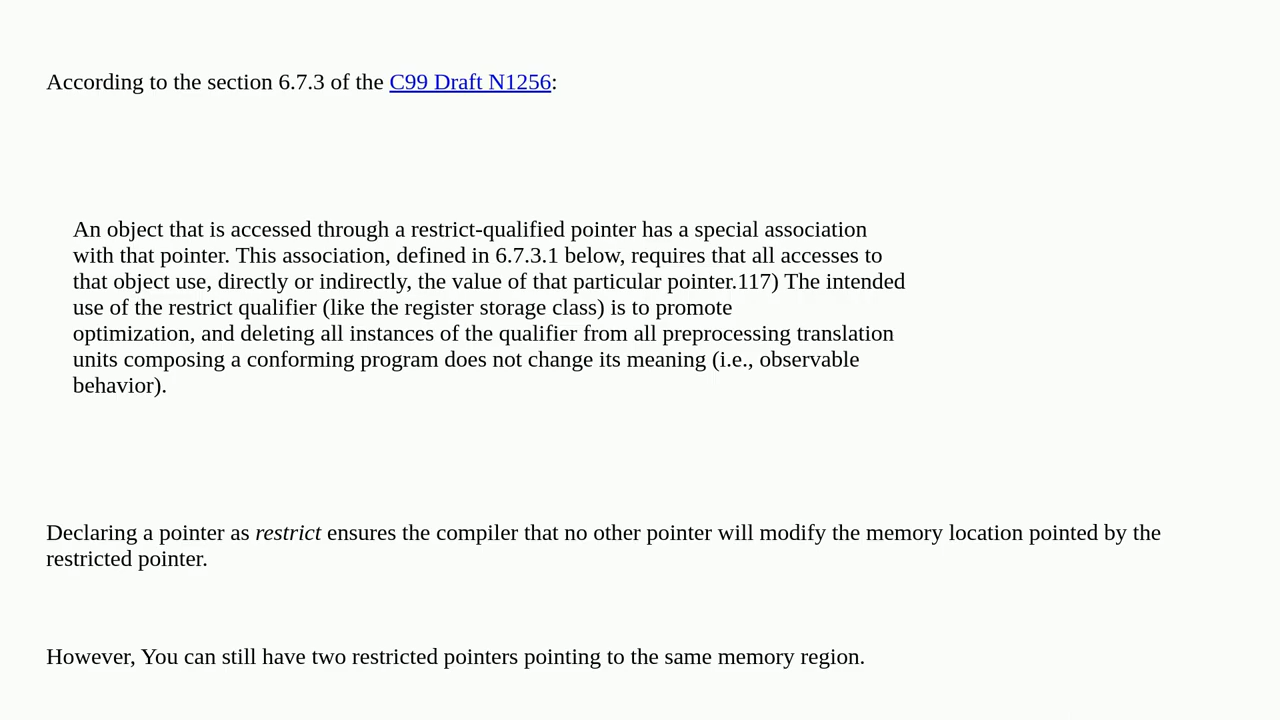 According to the section 6.7.3 of the C99 Draft N1256:
An object that is accessed through a restrict-qualified pointer has a special association
with that pointer. This association, defined in 6.7.3.1 below, requires that all accesses to
that object use, directly or indirectly, the value of that particular pointer.117) The intended
use of the restrict qualifier (like the register storage class) is to promote
optimization, and deleting all instances of the qualifier from all preprocessing translation
units composing a conforming program does not change its meaning (i.e., observable
behavior).
Declaring a pointer as restrict ensures the compiler that no other pointer will modify the memory location pointed by the
restricted pointer.
However, You can still have two restricted pointers pointing to the same memory region.